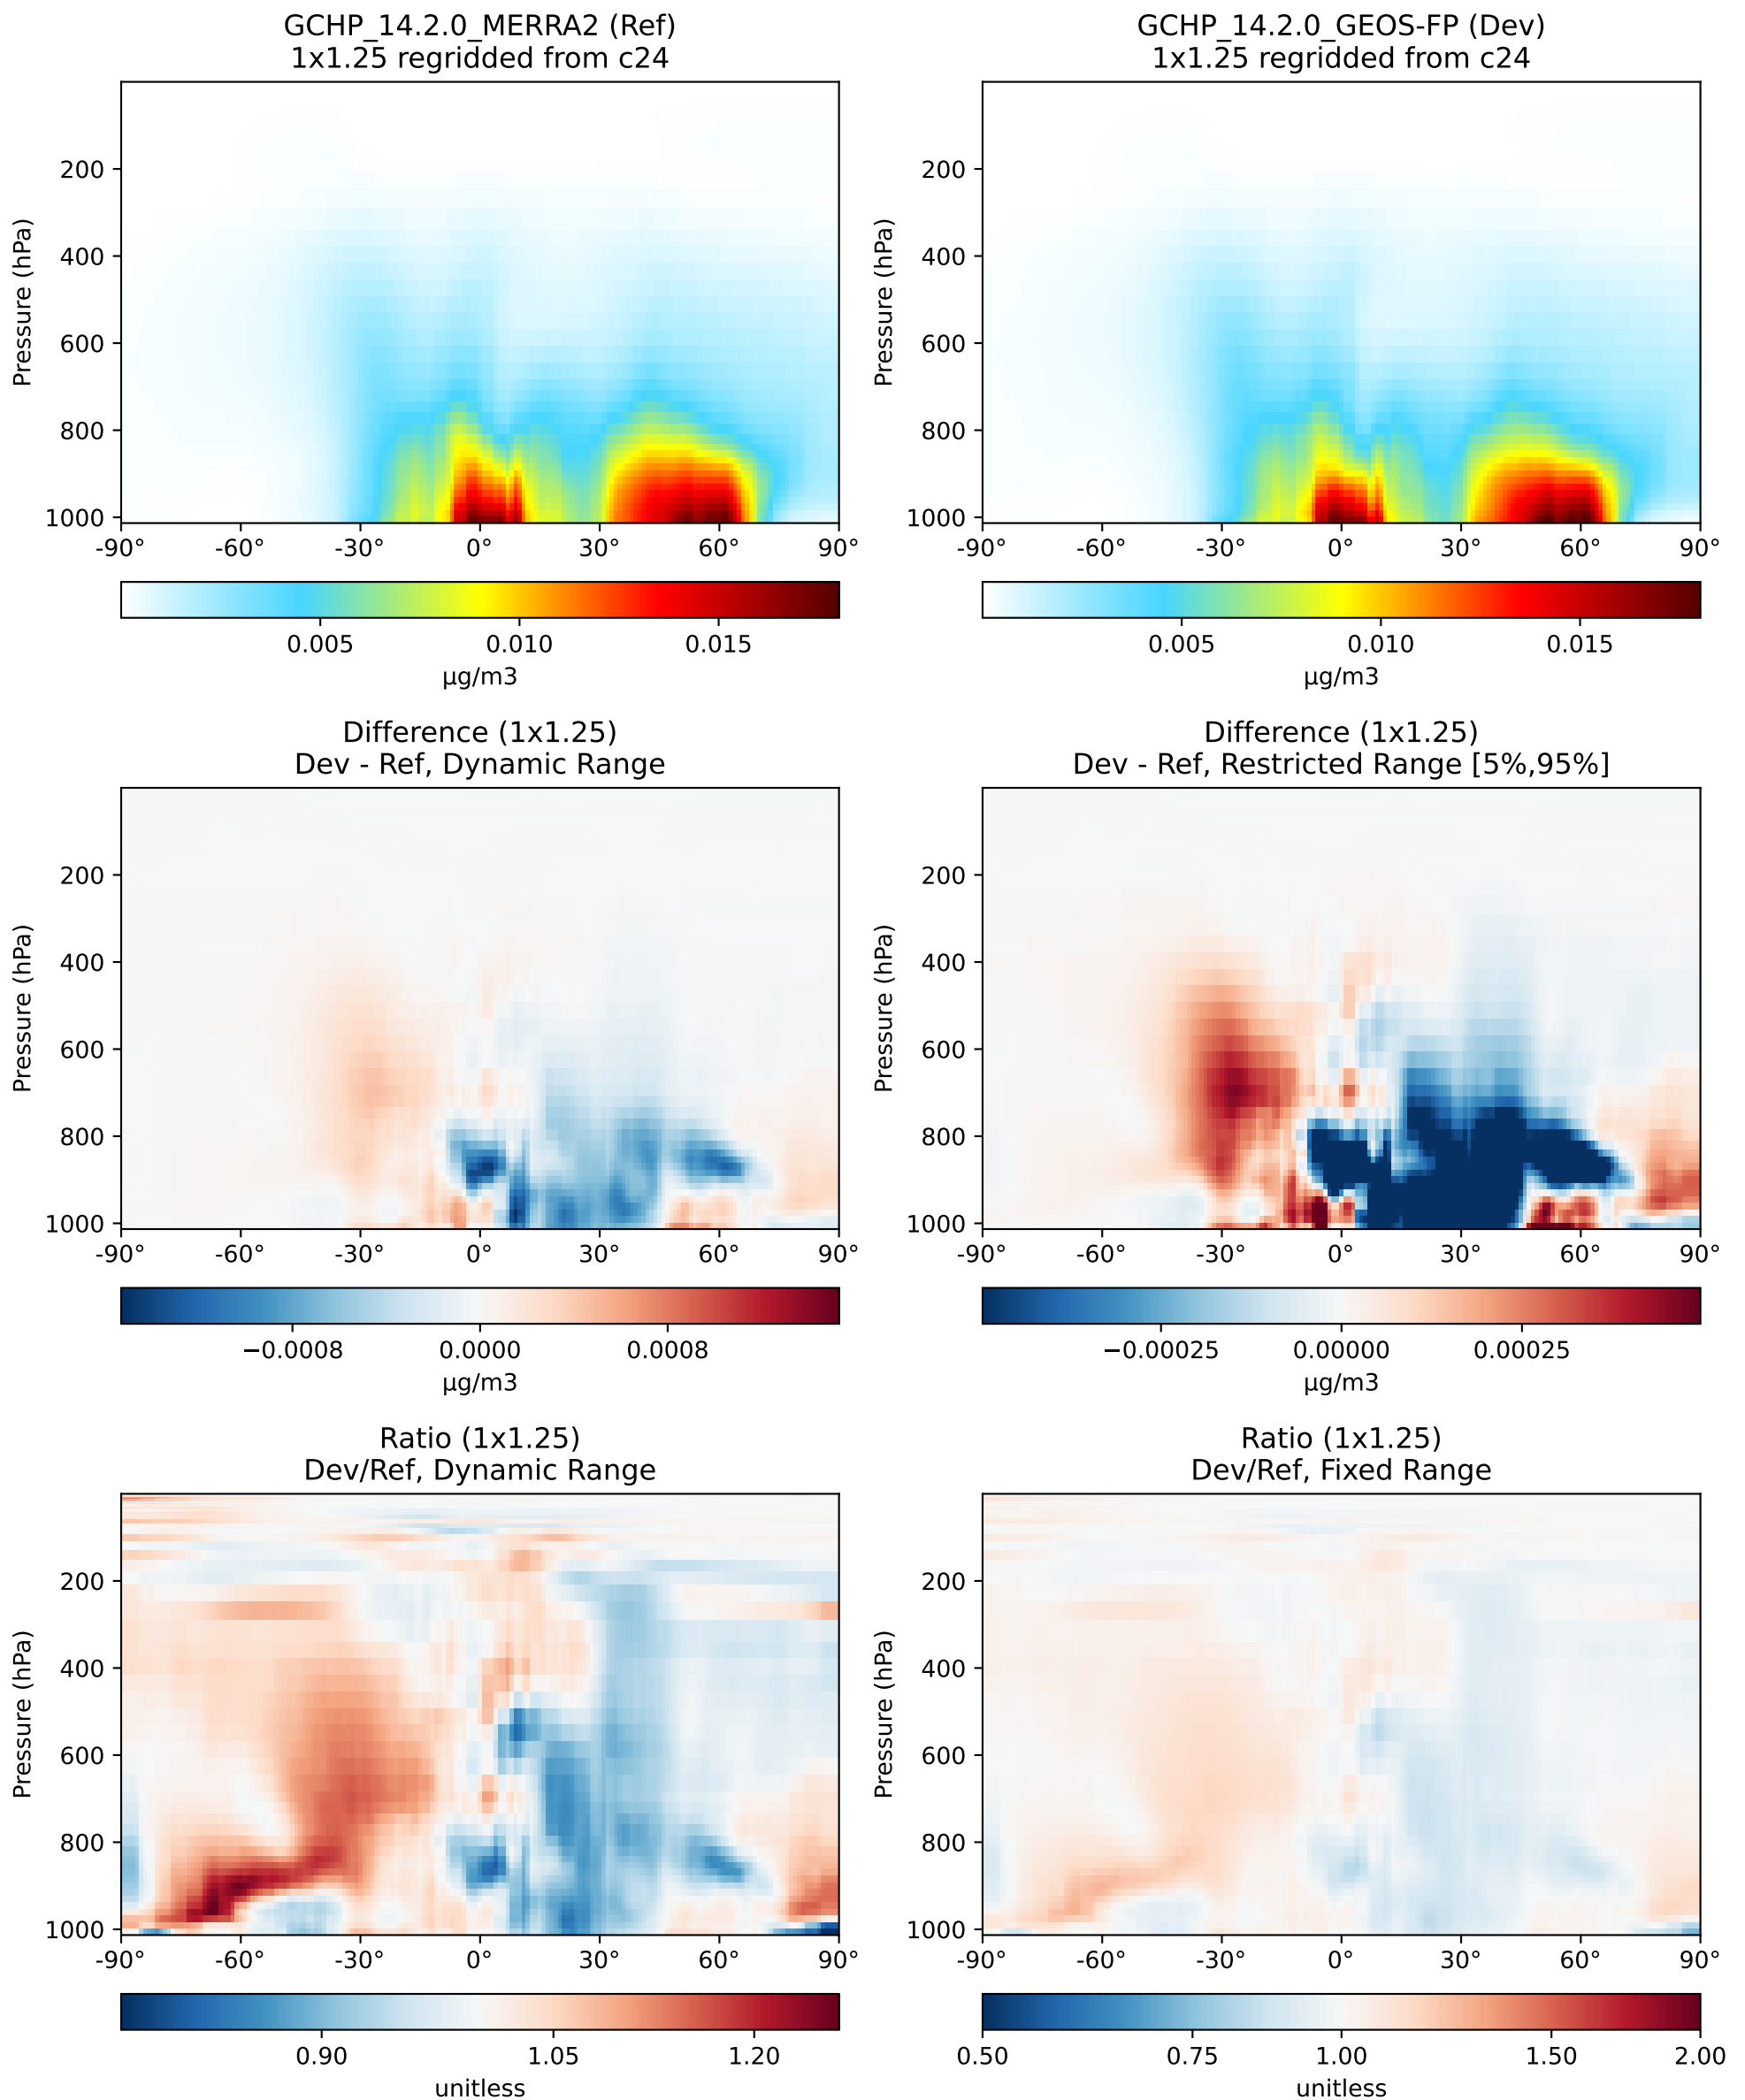 GCHP_14.2.0_MERRA2 (Ref)
1x1.25 regridded from c24
Pressure (hPa)
200
400
600
800
1000
-90° -60° -30° 0° 30° 60° 90°
0.005 0.010 0.015
µg/m3
GCHP_14.2.0_GEOS-FP (Dev)
1x1.25 regridded from c24
Pressure (hPa)
200
400
600
800
1000
-90° -60° -30° 0° 30° 60° 90°
0.005 0.010 0.015
µg/m3
Difference (1x1.25)
Dev - Ref, Dynamic Range
Pressure (hPa)
200
400
600
800
1000
-90° -60° -30° 0° 30° 60° 90°
−0.0008 0.0000 0.0008
µg/m3
Difference (1x1.25)
Dev - Ref, Restricted Range [5%,95%]
Pressure (hPa)
200
400
600
800
1000
-90° -60° -30° 0° 30° 60° 90°
−0.00025 0.00000 0.00025
µg/m3
Ratio (1x1.25)
Dev/Ref, Dynamic Range
Pressure (hPa)
200
400
600
800
1000
-90° -60° -30° 0° 30° 60° 90°
0.90 1.05 1.20
unitless
Ratio (1x1.25)
Dev/Ref, Fixed Range
Pressure (hPa)
200
400
600
800
1000
-90° -60° -30° 0° 30° 60° 90°
0.50 0.75 1.00 1.50 2.00
unitless